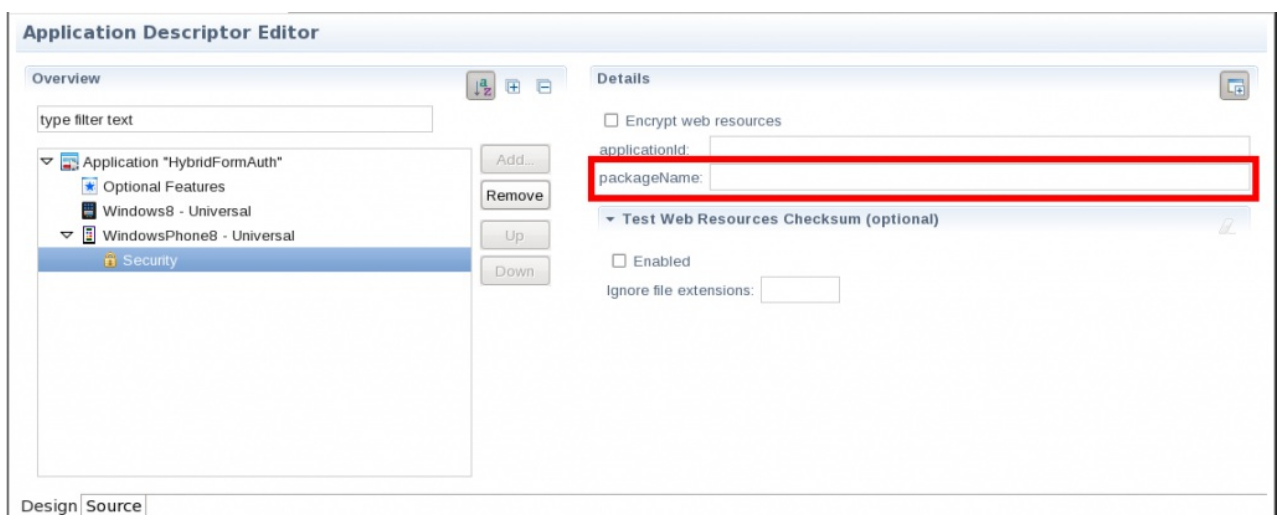 Application Descriptor Editor
Overview
type filter text
Application "HybridFormAuth"
Optional Features
Windows8 - Universal
WindowsPhone8 - Universal
Security
Add...
Remove
Up
Down
Details
Encrypt web resources
applicationId:
packageName:
Test Web Resources Checksum (optional)
Enabled
Ignore file extensions:
Design Source